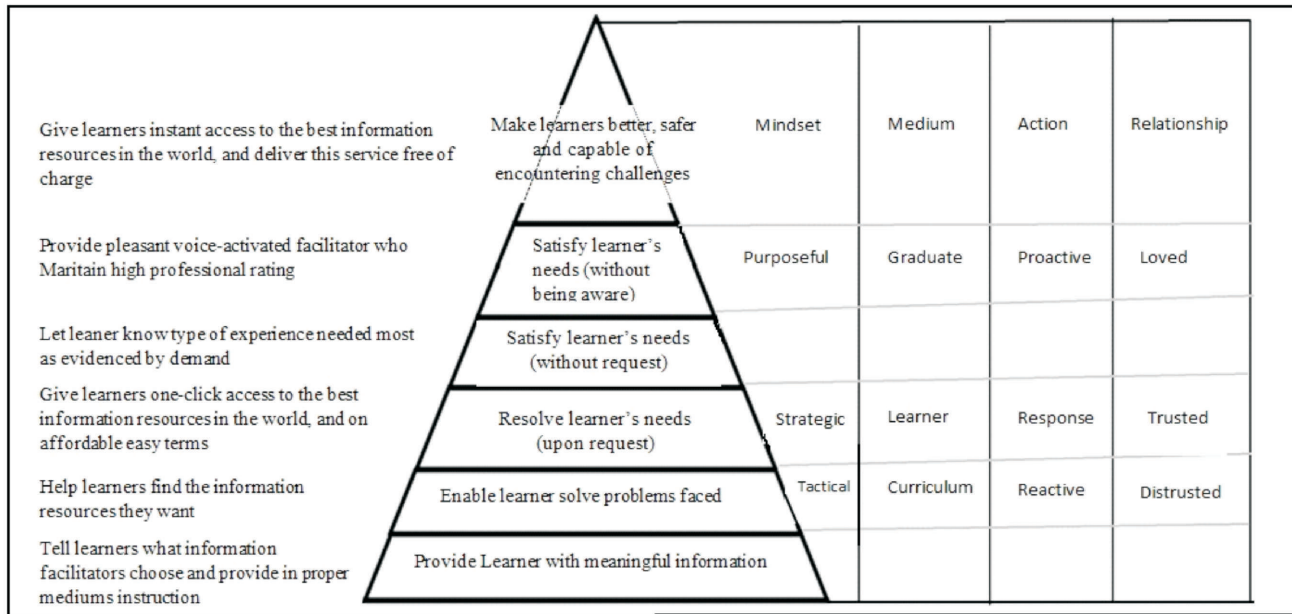 Give learners instant access to the best information
resources in the world, and deliver this service free of
charge
Make learners better, safer
and capable of
encountering challenges
Mindset
Medium
Action
Relationship
Provide pleasant voice-activated facilitator who
Maritain high professional rating
Satisfy learner's
needs (without
being aware)
Purposeful
Graduate
Proactive
Loved
Let leaner know type of experience needed most
as evidenced by demand
Satisfy learner's needs
(without request)
Give learners one-click access to the best
information resources in the world, and on
affordable easy terms
Resolve learner's needs
(upon request)
Strategic
Learner
Response
Trusted
Help learners find the information
resources they want
Enable learner solve problems faced
Tactical
Curriculum
Reactive
Distrusted
Tell learners what information
facilitators choose and provide in proper
mediums instruction
Provide Learner with meaningful information